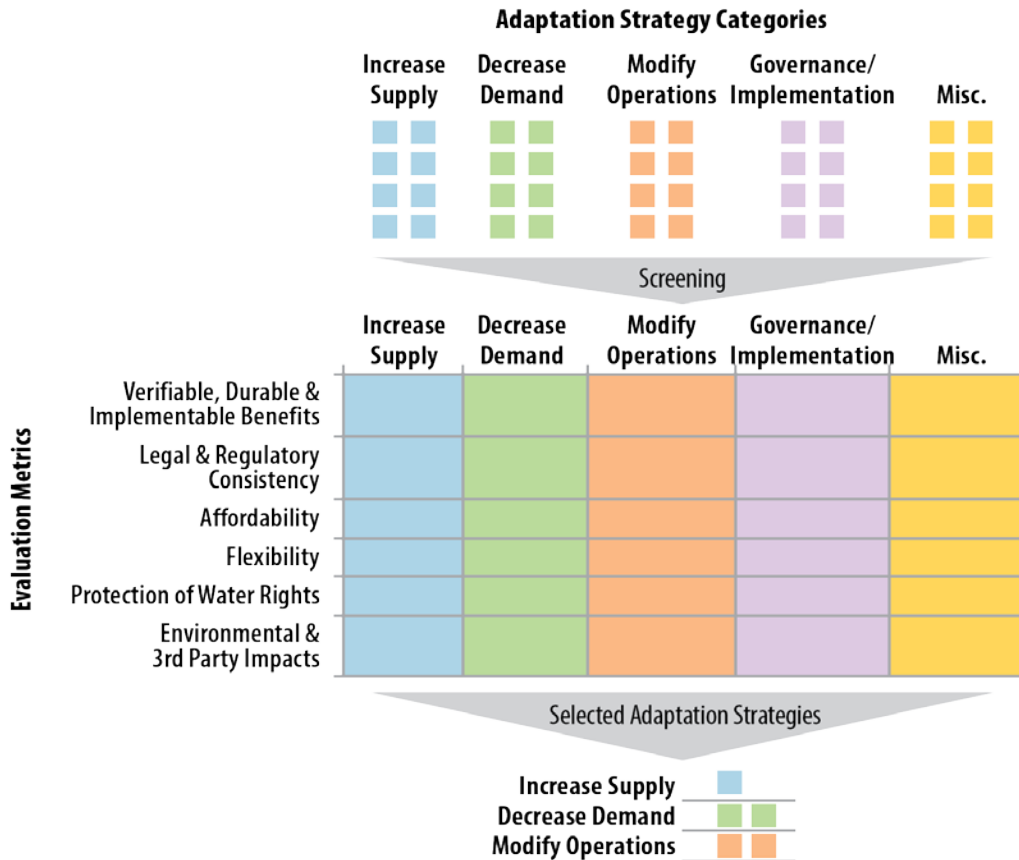 Adaptation Strategy Categories
Increase Supply
Decrease Demand
Modify Operations
Governance/ Implementation
Misc.
Screening
Increase Supply
Decrease Demand
Modify Operations
Governance/ Implementation
Misc.
Evaluation Metrics
Verifiable, Durable &
Implementable Benefits
Legal & Regulatory
Consistency
Affordability
Flexibility
Protection of Water Rights
Environmental &
3rd Party Impacts
Selected Adaptation Strategies
Increase Supply
Decrease Demand
Modify Operations